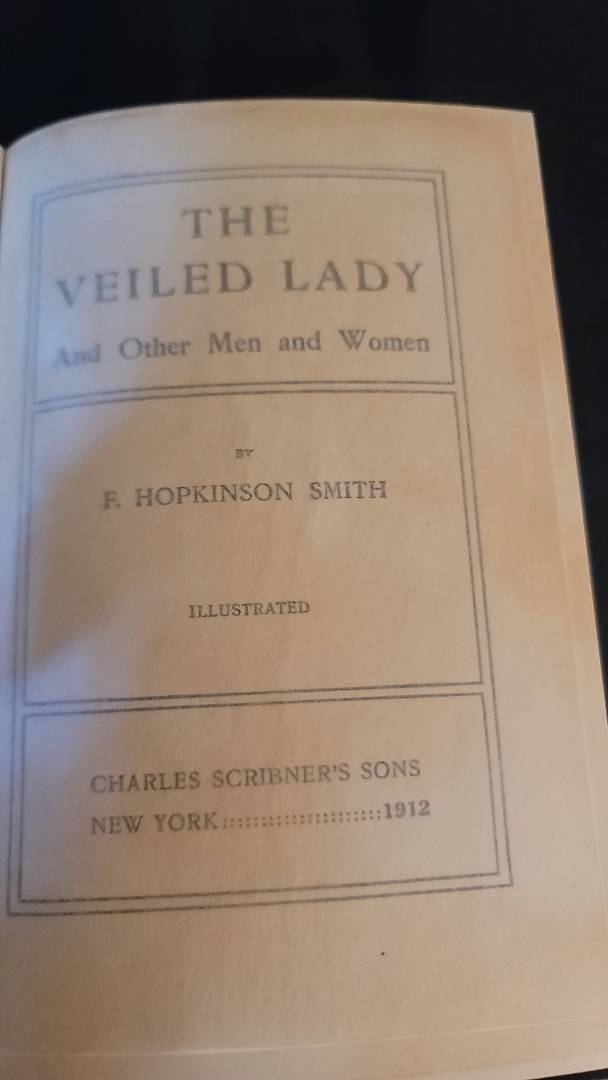 THE
VEILED LADY
And Other Men and Women
BY
F. HOPKINSON SMITH
ILLUSTRATED
CHARLES SCRIBNER'S SONS
NEW YORK::::::::::::::::::::::1912